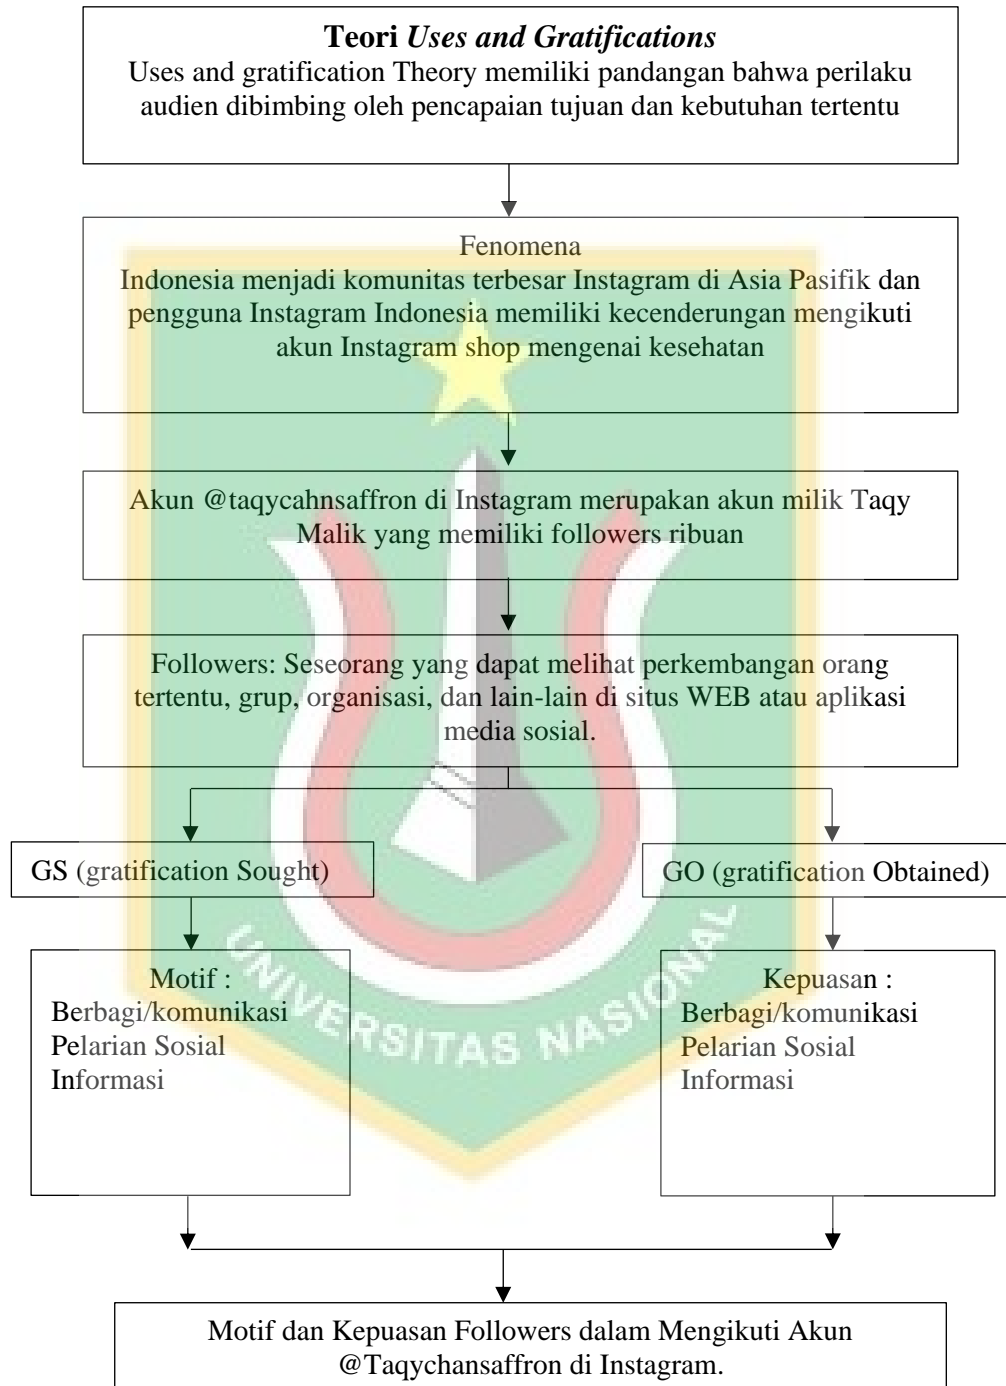 Teori Uses and Gratifications
Uses and gratification Theory memiliki pandangan bahwa perilaku
audien dibimbing oleh pencapaian tujuan dan kebutuhan tertentu
Fenomena
Indonesia menjadi komunitas terbesar Instagram di Asia Pasifik dan
pengguna Instagram Indonesia memiliki kecenderungan mengikuti
akun Instagram shop mengenai kesehatan
Akun @taqycahnsaffron di Instagram merupakan akun milik Taqy
Malik yang memiliki followers ribuan
Followers: Seseorang yang dapat melihat perkembangan orang
tertentu, grup, organisasi, dan lain-lain di situs WEB atau aplikasi
media sosial.
GS (gratification Sought)
GO (gratification Obtained)
Motif :
Berbagi/komunikasi
Pelarian Sosial
Informasi
Kepuasan :
Berbagi/komunikasi
Pelarian Sosial
Informasi
UNIVERSITAS NASIONAL
Motif dan Kepuasan Followers dalam Mengikuti Akun
@Taqychansaffron di Instagram.